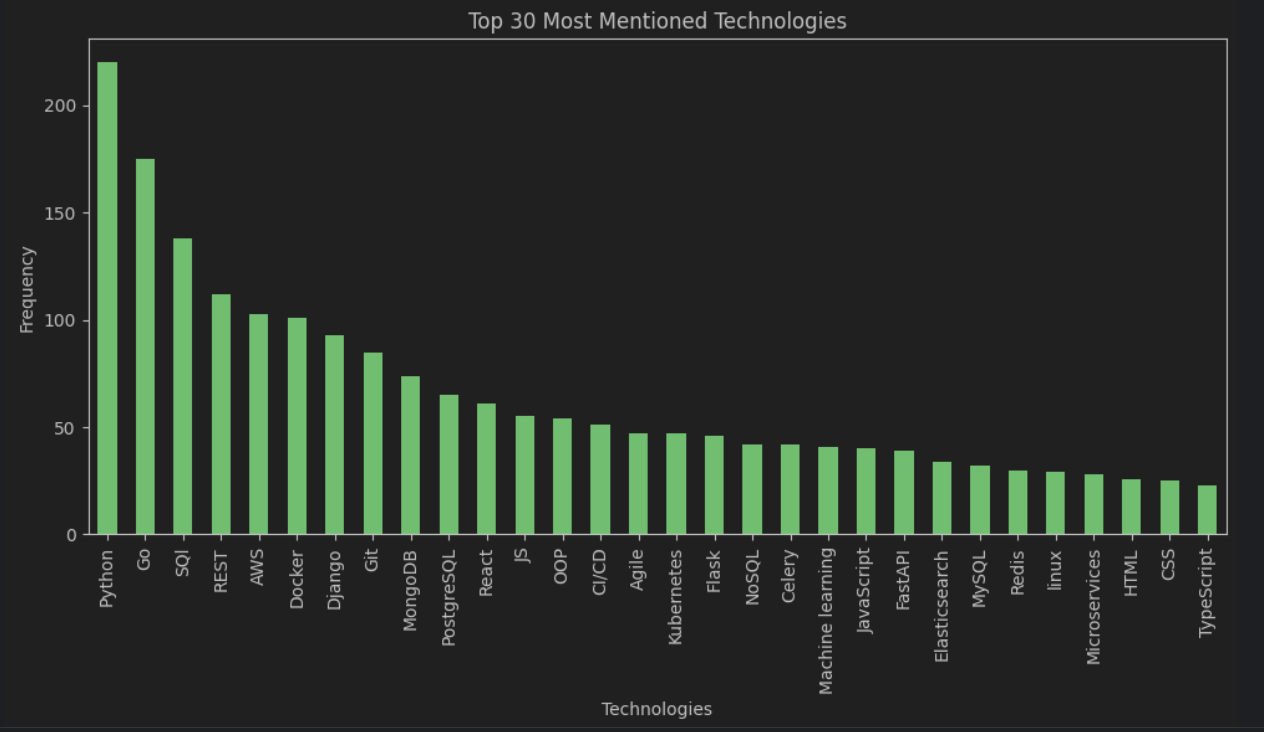 Top 30 Most Mentioned Technologies
Frequency
200
150
100
50
0
Python
Go
SQl
REST
AWS
Docker
Django
Git
MongoDB
PostgreSQL
React
JS
OOP
CI/CD
Agile
Kubernetes
Flask
NoSQL
Celery
Machine learning
JavaScript
FastAPI
Elasticsearch
MySQL
Redis
linux
Microservices
HTML
CSS
TypeScript
Technologies